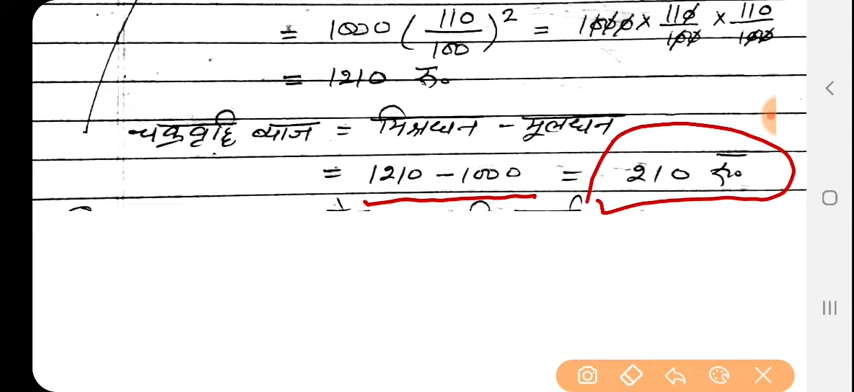 = 1000 (110/100)² = 1000 × 110/100 × 110/100
= 1210 रु०
चक्रवृद्धि ब्याज = मिश्रधन - मूलधन
= 1210 - 1000 = 210 रु०